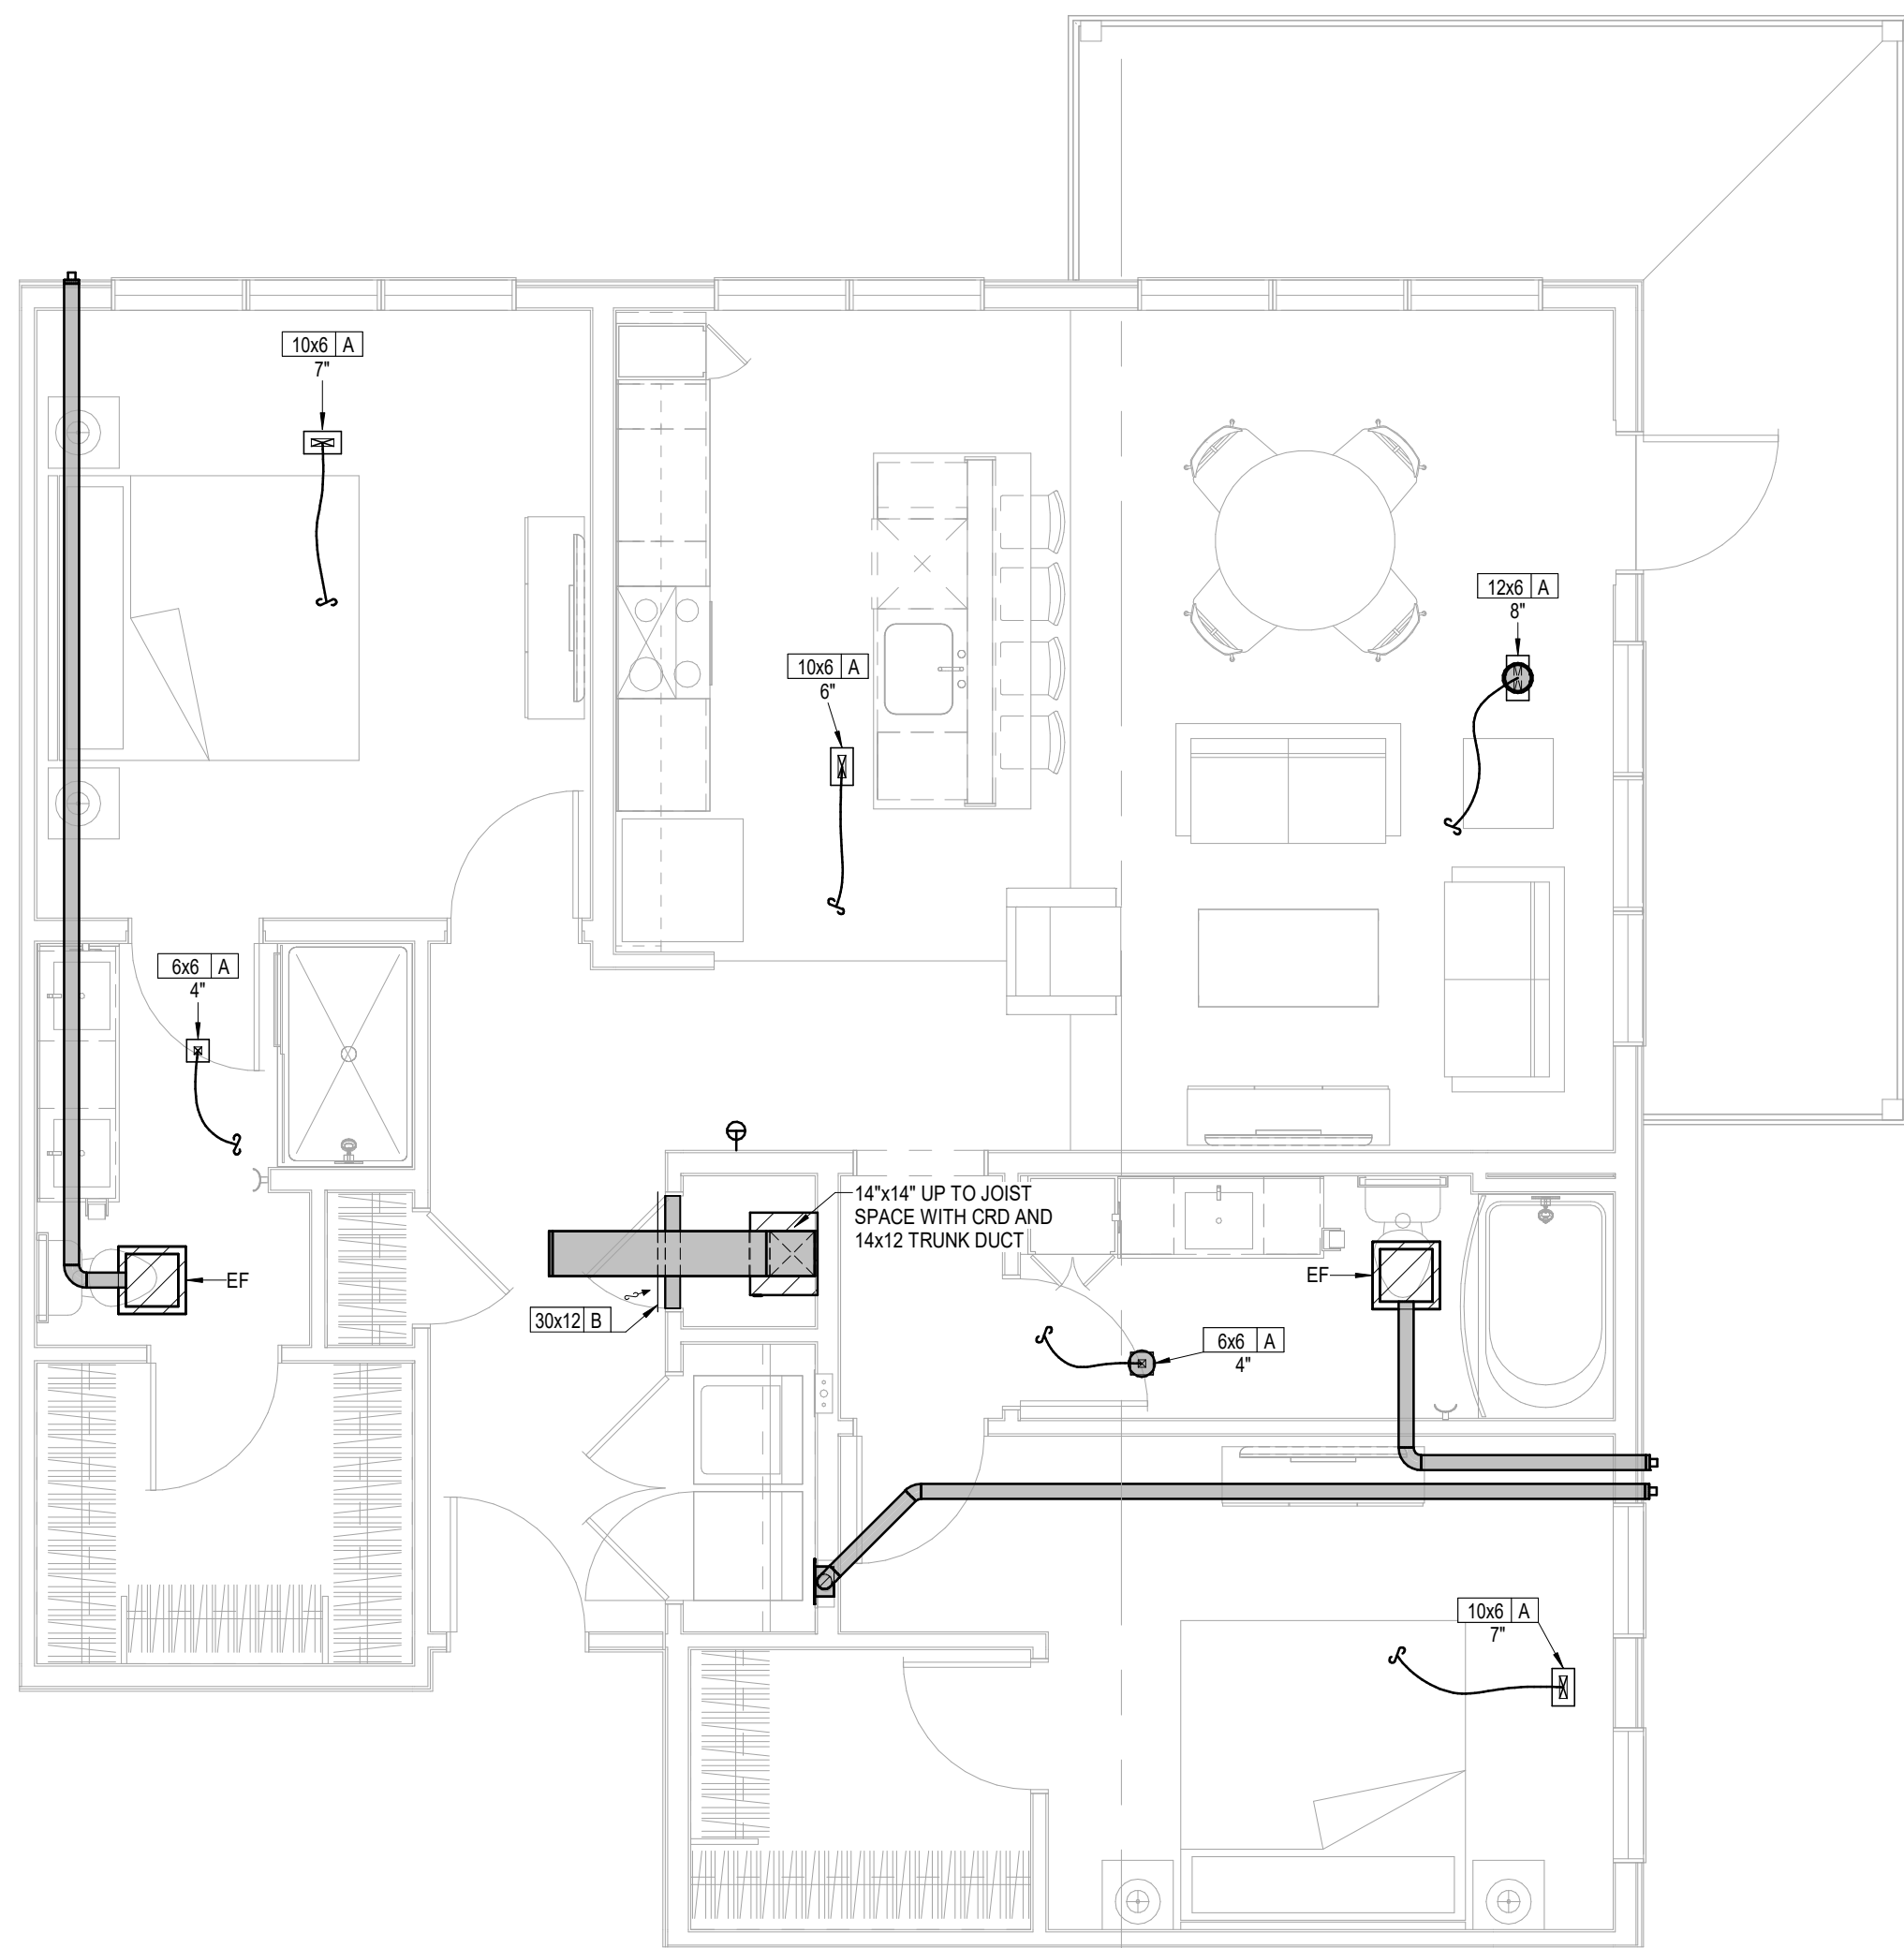 10x6 A
7"
12x6 A
8"
10x6 A
6"
6x6 A
4"
14"x14" UP TO JOIST
SPACE WITH CRD AND
14x12 TRUNK DUCT
EF
EF
30x12 B
6x6 A
4"
10x6 A
7"